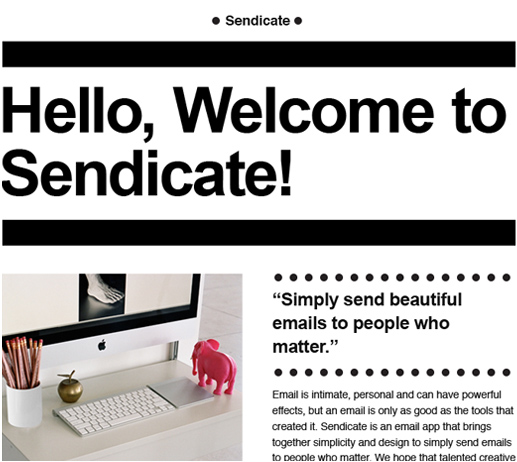 Sendicate
Hello, Welcome to
Sendicate!
“Simply send beautiful
emails to people who
matter.”
Email is intimate, personal and can have powerful
effects, but an email is only as good as the tools that
created it. Sendicate is an email app that brings
together simplicity and design to simply send emails
to people who matter. We hope that talented creative